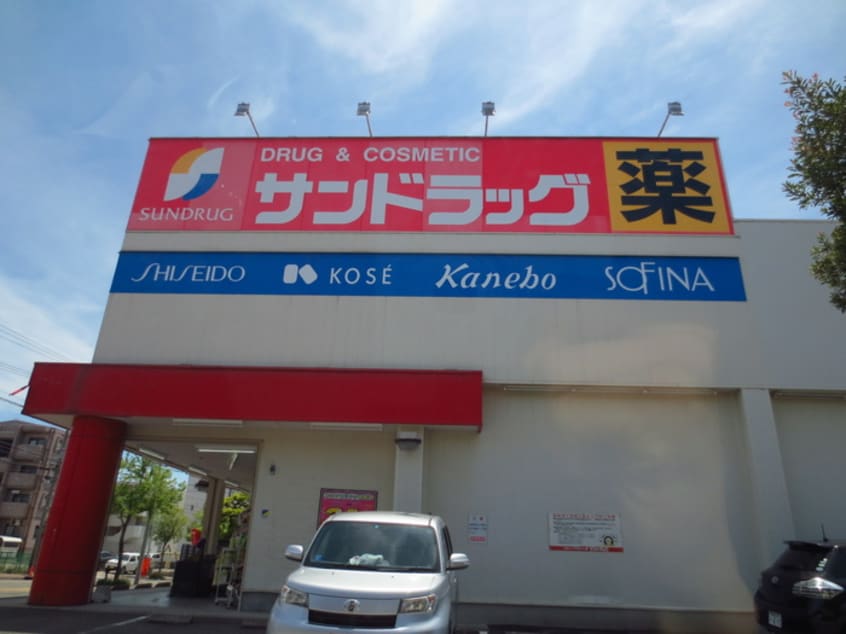 DRUG & COSMETIC
SUNDRUG
サンドラッグ
薬
SHISEIDO
KOSÉ
Kanebo
SOFINA